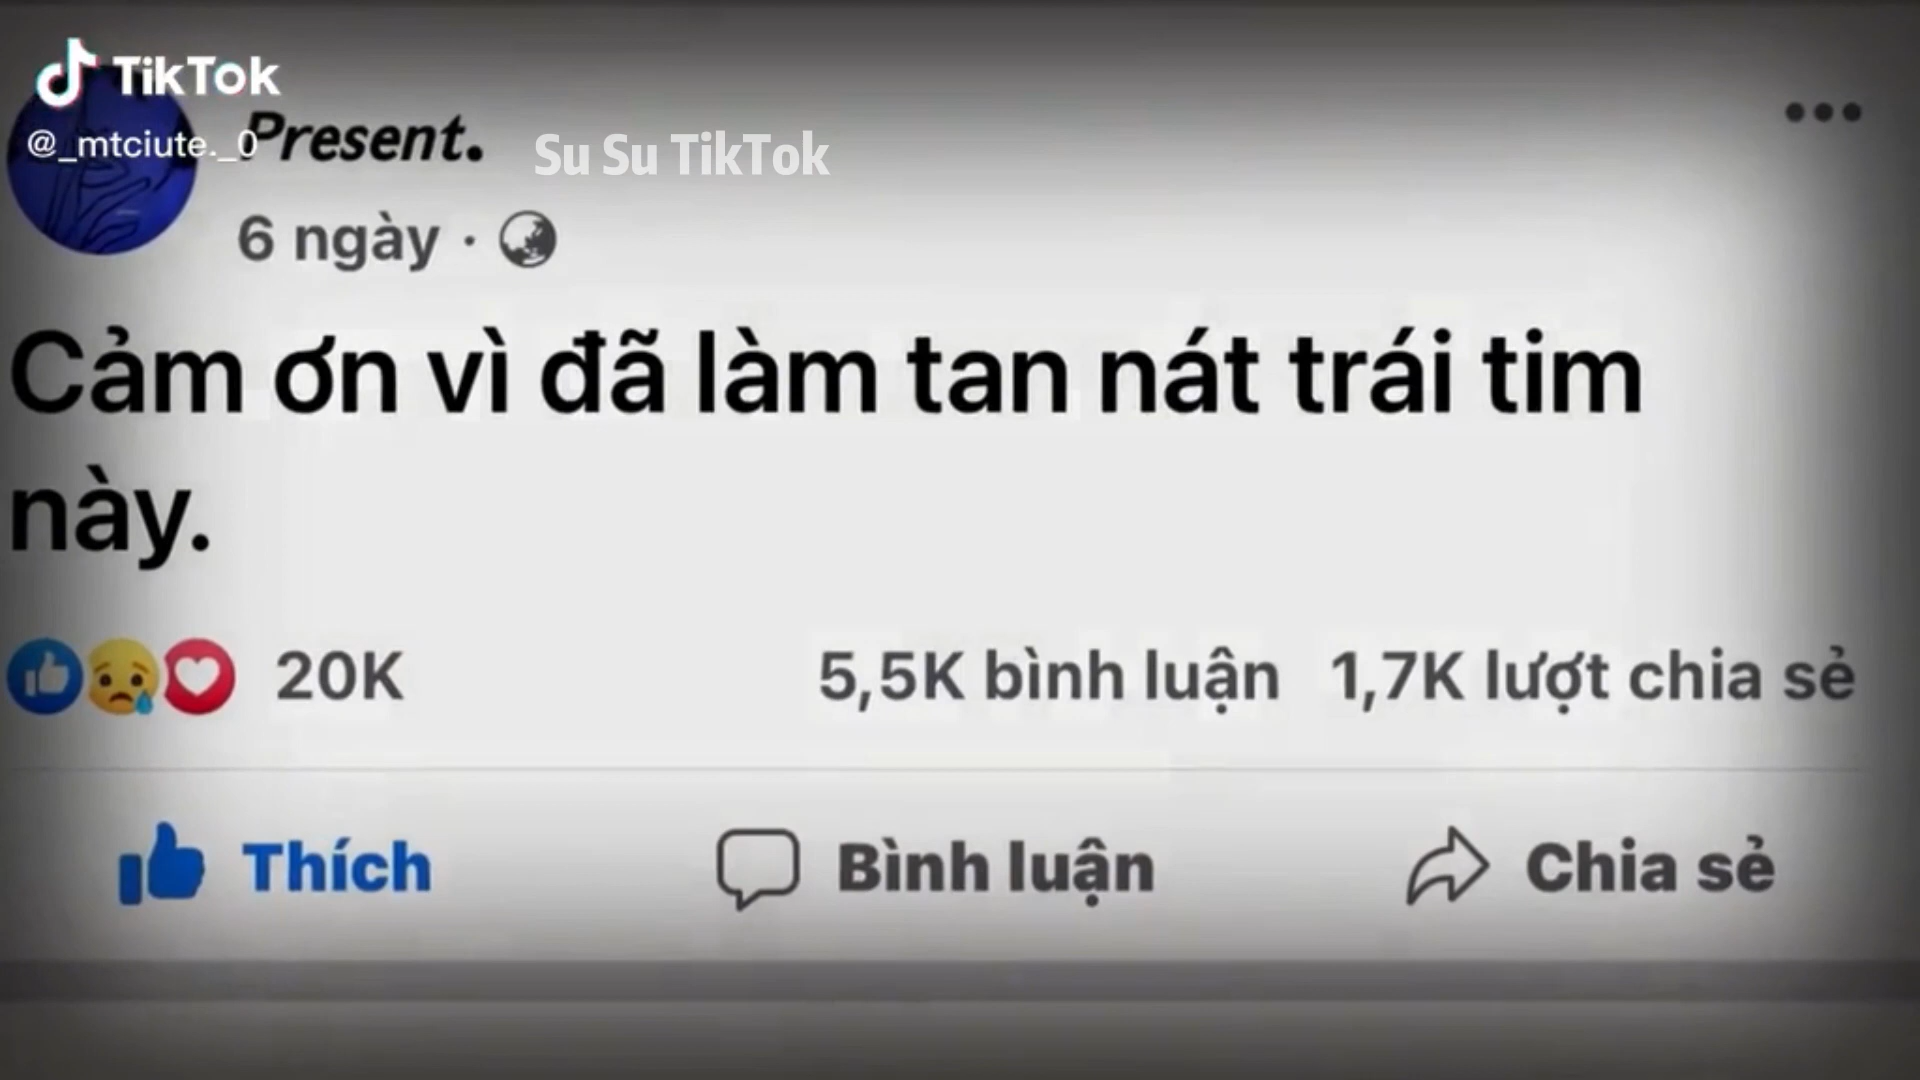 TikTok
@_mtciute._0
Present.
Su Su TikTok
6 ngày ·
Cảm ơn vì đã làm tan nát trái tim
này.
20K
5,5K bình luận 1,7K lượt chia sẻ
Thích
Bình luận
Chia sẻ